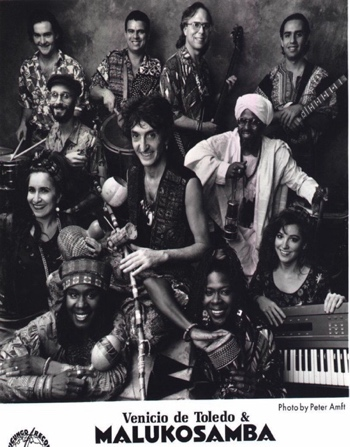 Photo by Peter Amft
Venicio de Toledo &
MALUKOSAMBA